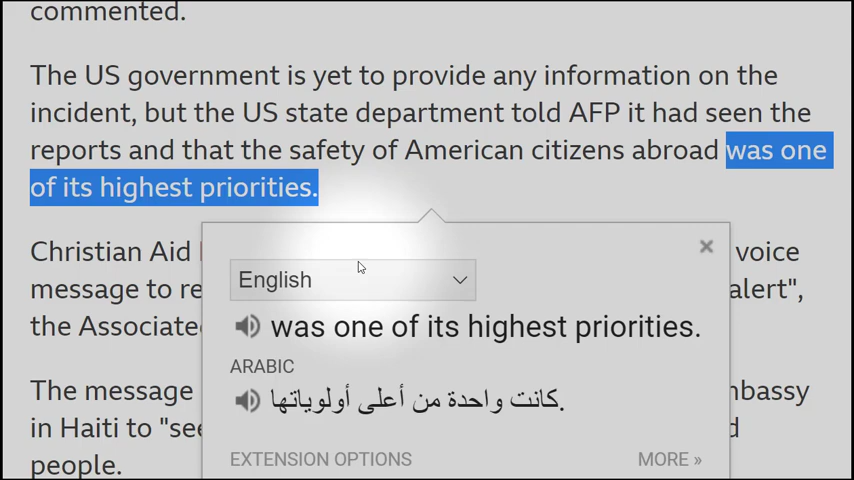 commented.
The US government is yet to provide any information on the
incident, but the US state department told AFP it had seen the
reports and that the safety of American citizens abroad was one
of its highest priorities.
Christian Aid
voice
English
message to re
alert",
was one of its highest priorities.
the Associate
ARABIC
كانت واحدة من أعلى أولوياتها.
The message
mbassy
in Haiti to "see
d
EXTENSION OPTIONS
MORE »
people.